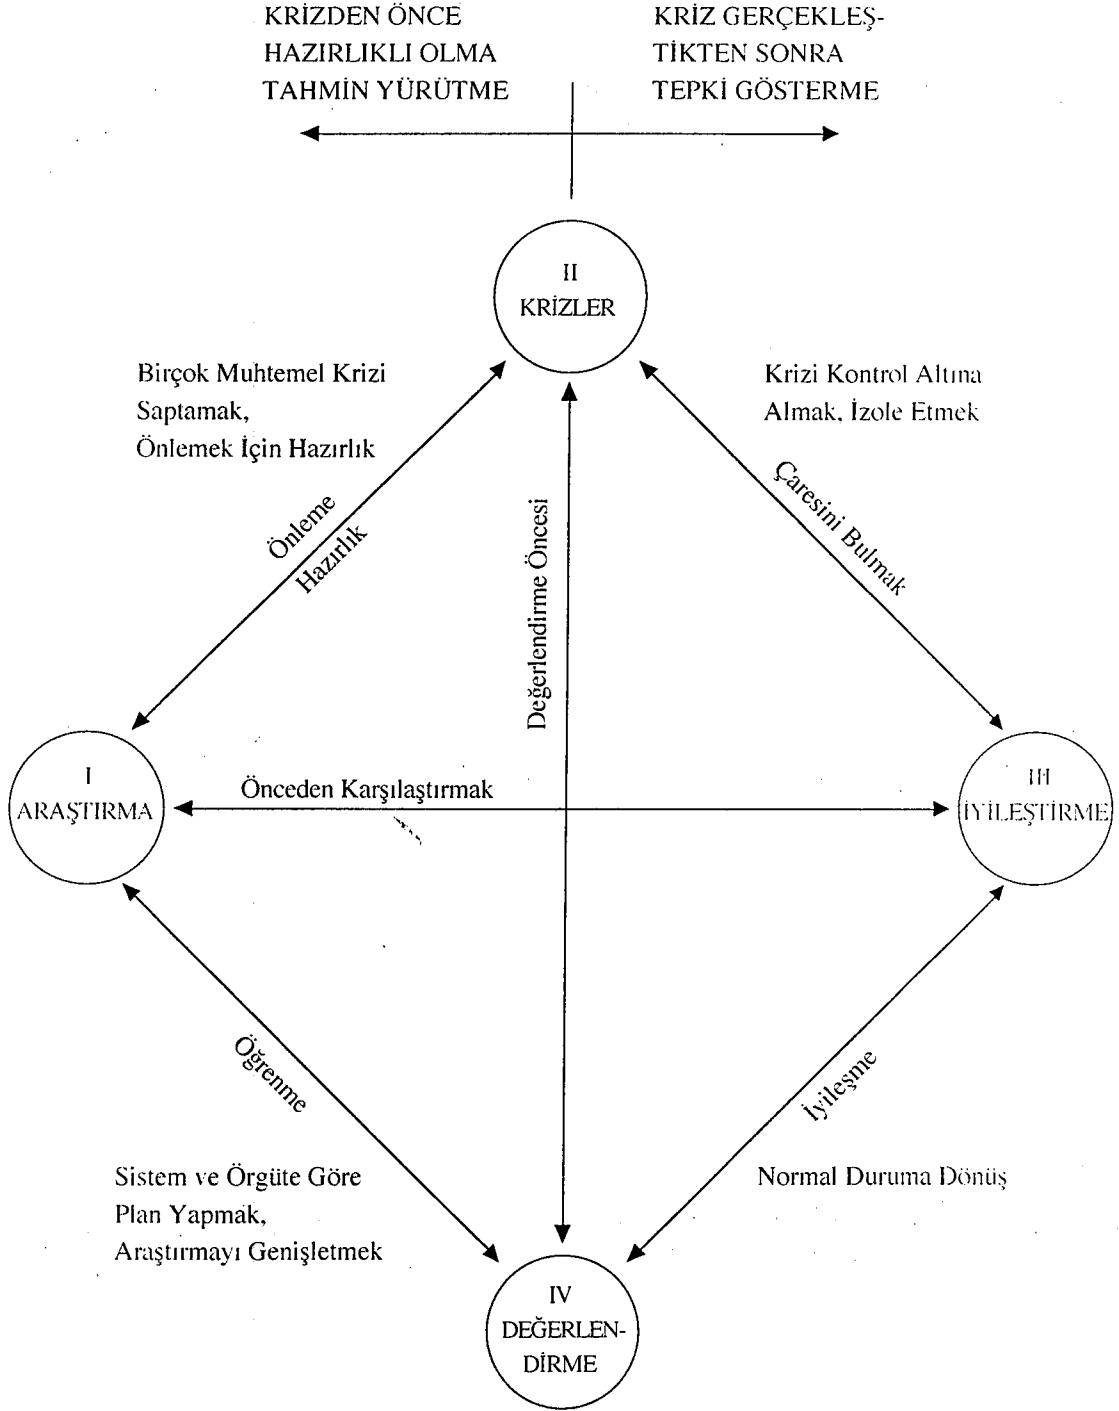 KRİZDEN ÖNCE
HAZIRLIKLI OLMA
TAHMİN YÜRÜTME
KRİZ GERÇEKLEŞ-
TİKTEN SONRA
TEPKİ GÖSTERME
II
KRİZLER
Birçok Muhtemel Krizi
Saptamak,
Önlemek İçin Hazırlık
Krizi Kontrol Altına
Almak, İzole Etmek
Önleme
Hazırlık
Değerlendirme Öncesi
Çaresini Bulmak
I
ARAŞTIRMA
Önceden Karşılaştırmak
III
İYİLEŞTİRME
Öğrenme
İyileşme
Sistem ve Örgüte Göre
Plan Yapmak,
Araştırmayı Genişletmek
Normal Duruma Dönüş
IV
DEĞERLEN-
DİRME